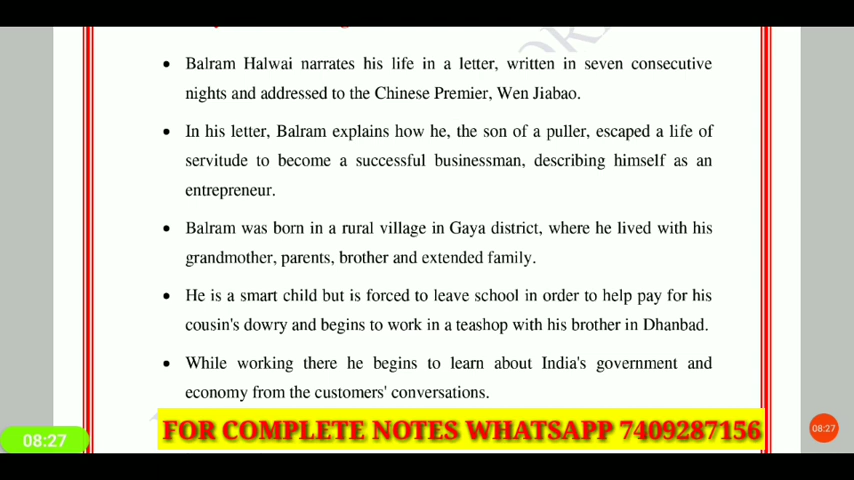 Balram Halwai narrates his life in a letter, written in seven consecutive
nights and addressed to the Chinese Premier, Wen Jiabao.
In his letter, Balram explains how he, the son of a puller, escaped a life of
servitude to become a successful businessman, describing himself as an
entrepreneur.
Balram was born in a rural village in Gaya district, where he lived with his
grandmother, parents, brother and extended family.
He is a smart child but is forced to leave school in order to help pay for his
cousin's dowry and begins to work in a teashop with his brother in Dhanbad.
While working there he begins to learn about India's government and
economy from the customers' conversations.
FOR COMPLETE NOTES WHATSAPP 7409287156
08:27
08:27